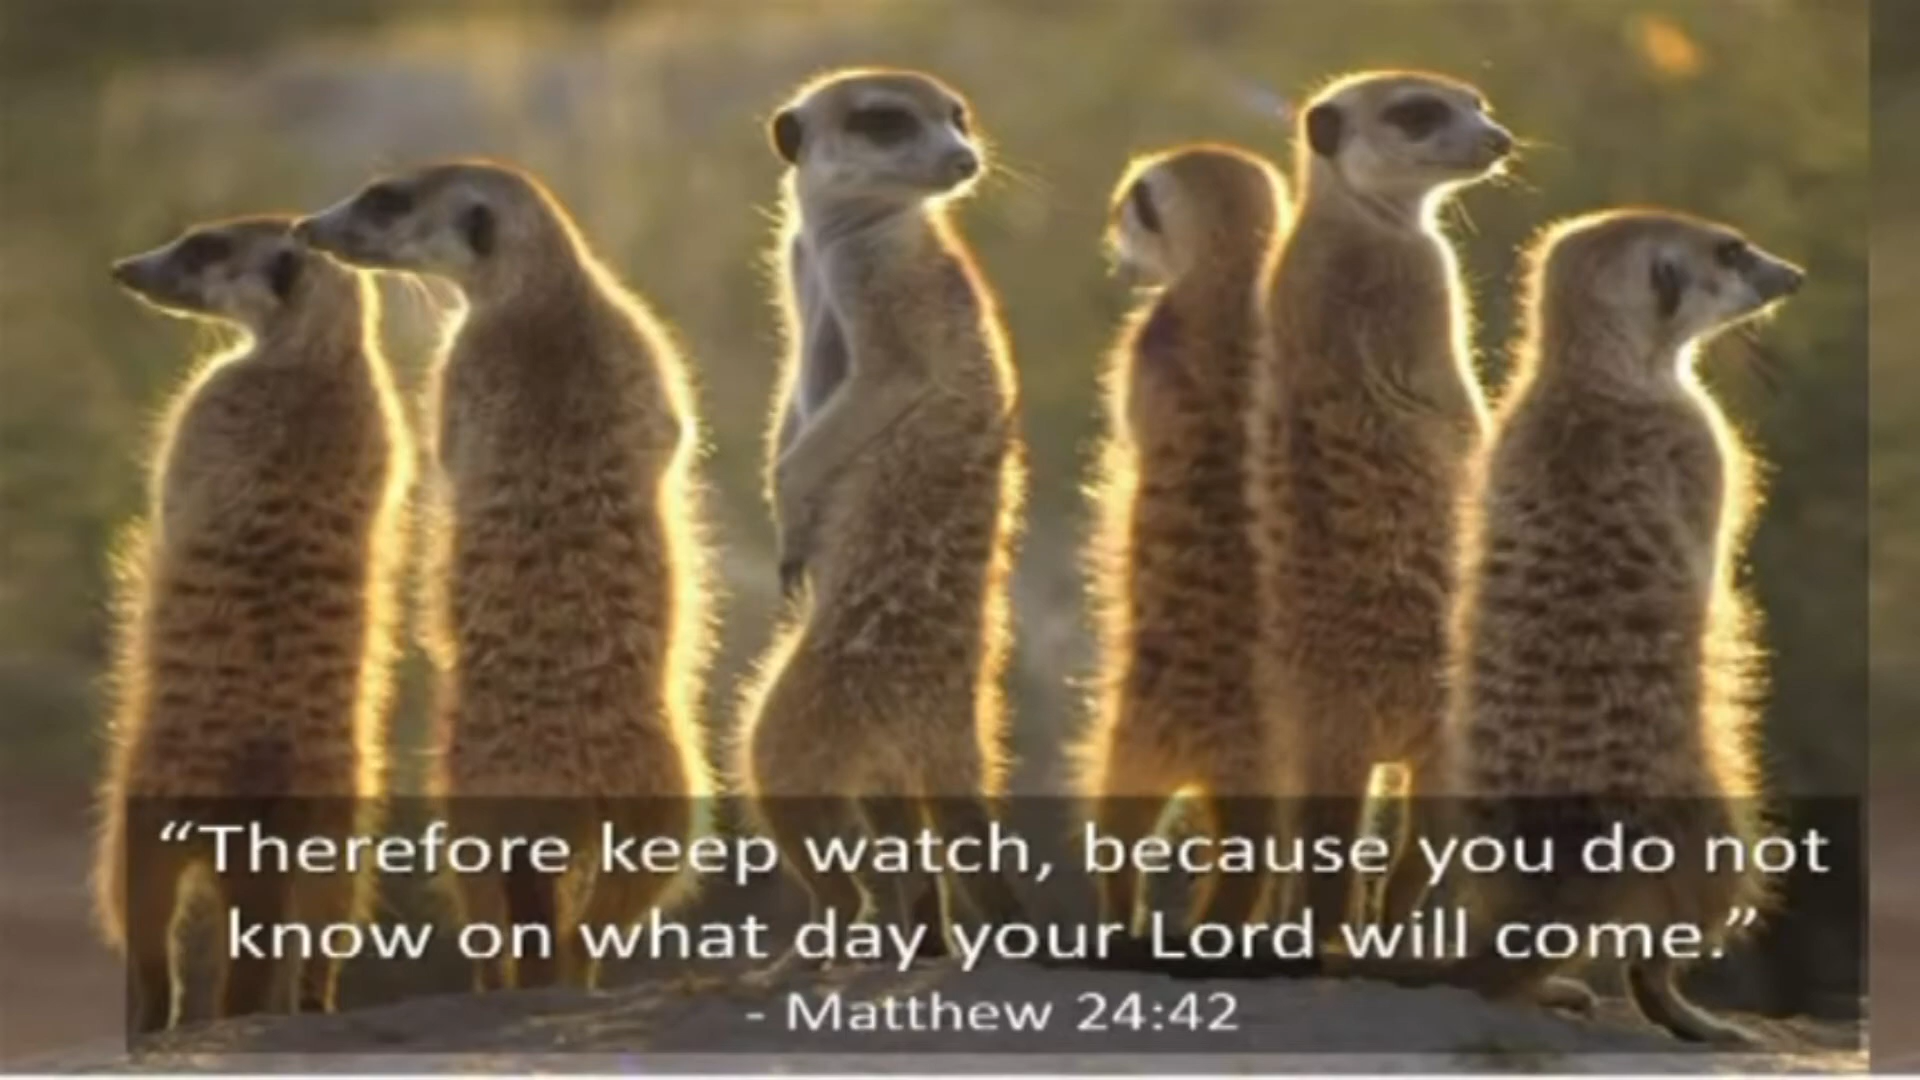 “Therefore keep watch, because you do not
know on what day your Lord will come.”
- Matthew 24:42